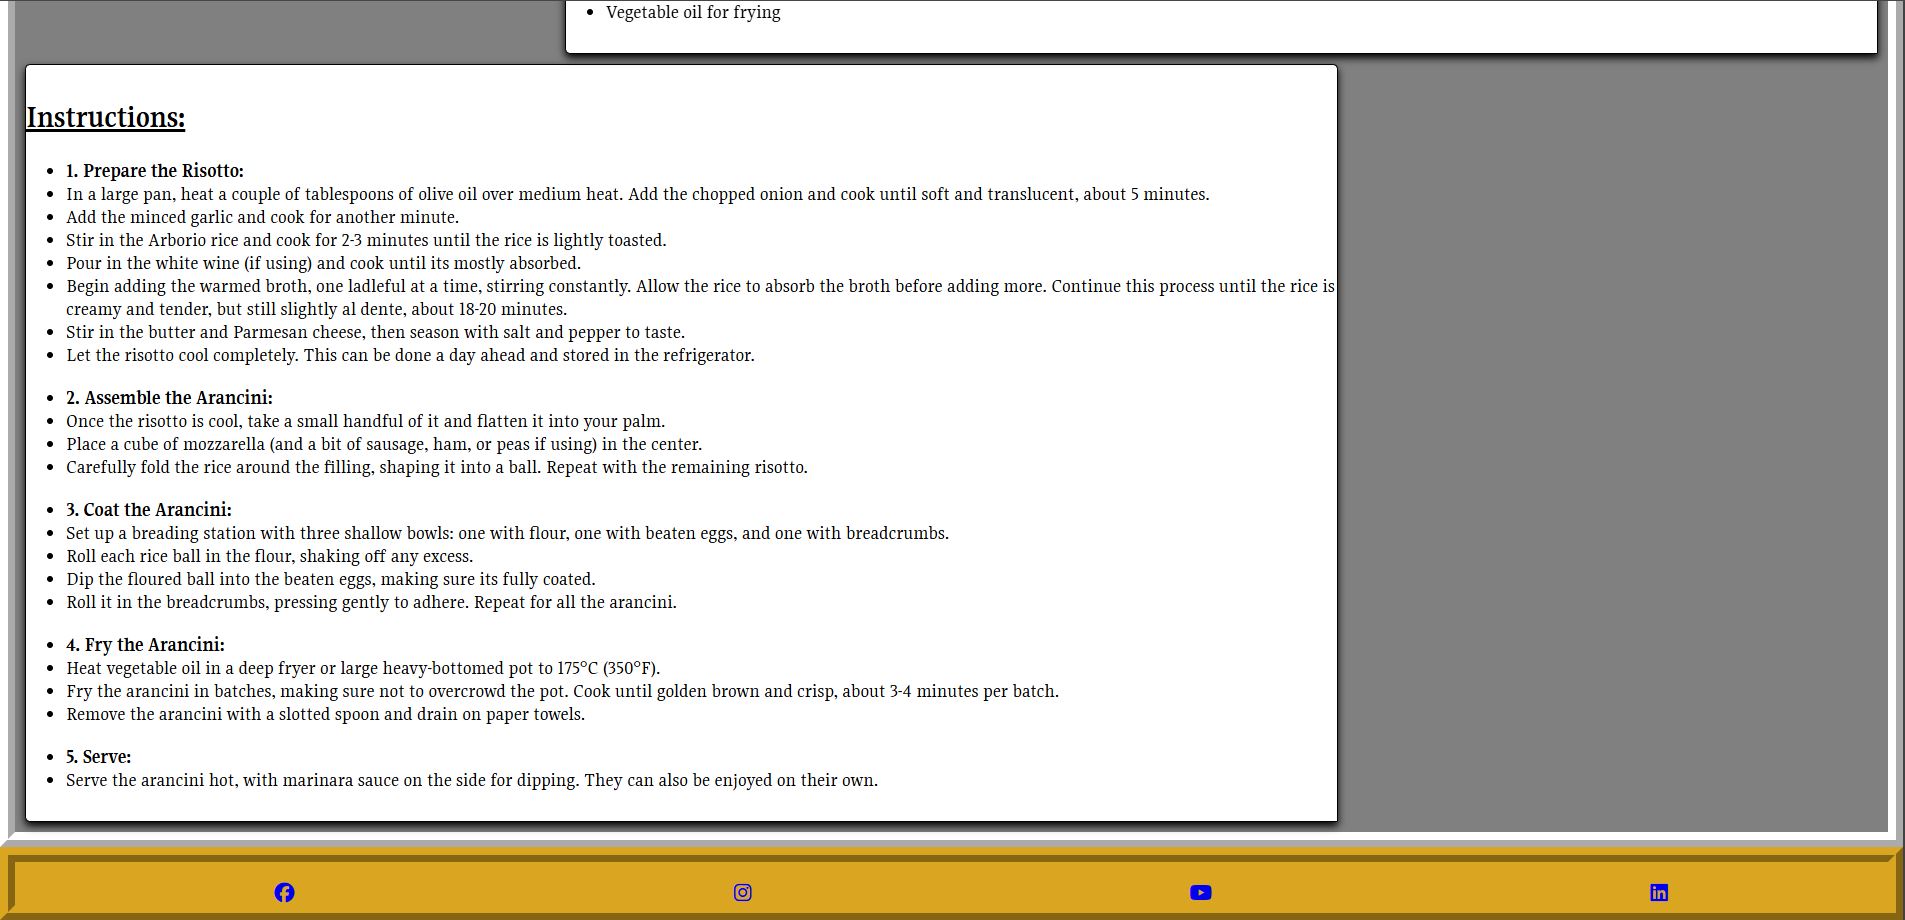 Vegetable oil for frying
Instructions:
1. Prepare the Risotto:
In a large pan, heat a couple of tablespoons of olive oil over medium heat. Add the chopped onion and cook until soft and translucent, about 5 minutes.
Add the minced garlic and cook for another minute.
Stir in the Arborio rice and cook for 2-3 minutes until the rice is lightly toasted.
Pour in the white wine (if using) and cook until its mostly absorbed.
Begin adding the warmed broth, one ladleful at a time, stirring constantly. Allow the rice to absorb the broth before adding more. Continue this process until the rice is
creamy and tender, but still slightly al dente, about 18-20 minutes.
Stir in the butter and Parmesan cheese, then season with salt and pepper to taste.
Let the risotto cool completely. This can be done a day ahead and stored in the refrigerator.
2. Assemble the Arancini:
Once the risotto is cool, take a small handful of it and flatten it into your palm.
Place a cube of mozzarella (and a bit of sausage, ham, or peas if using) in the center.
Carefully fold the rice around the filling, shaping it into a ball. Repeat with the remaining risotto.
3. Coat the Arancini:
Set up a breading station with three shallow bowls: one with flour, one with beaten eggs, and one with breadcrumbs.
Roll each rice ball in the flour, shaking off any excess.
Dip the floured ball into the beaten eggs, making sure its fully coated.
Roll it in the breadcrumbs, pressing gently to adhere. Repeat for all the arancini.
4. Fry the Arancini:
Heat vegetable oil in a deep fryer or large heavy-bottomed pot to 175°C (350°F).
Fry the arancini in batches, making sure not to overcrowd the pot. Cook until golden brown and crisp, about 3-4 minutes per batch.
Remove the arancini with a slotted spoon and drain on paper towels.
5. Serve:
Serve the arancini hot, with marinara sauce on the side for dipping. They can also be enjoyed on their own.